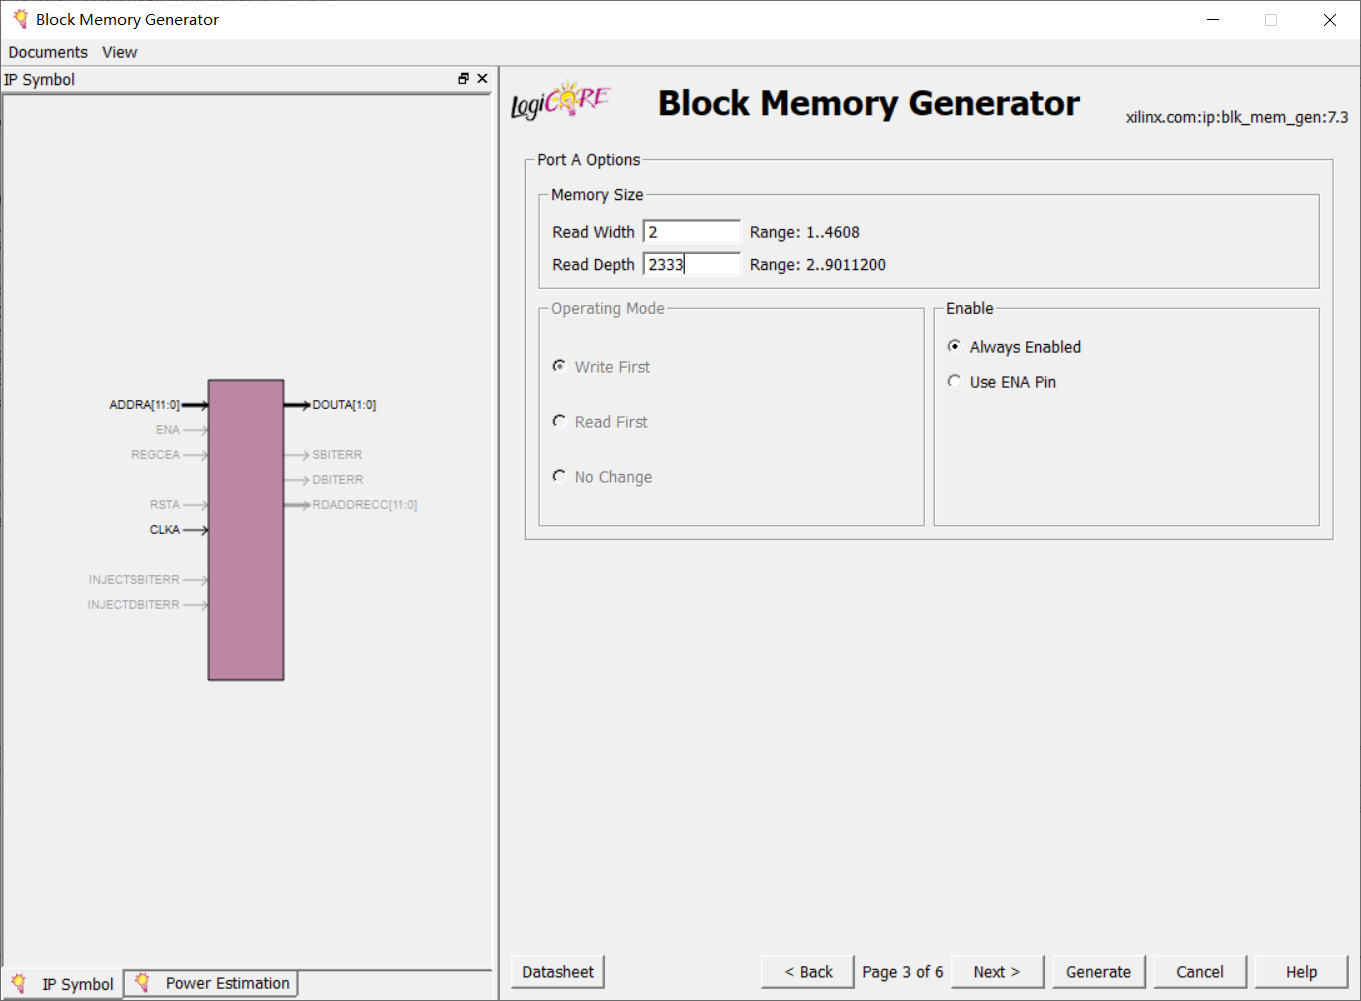 Block Memory Generator
Documents View
IP Symbol
LogiCORE
Block Memory Generator
xilinx.com:ip:blk_mem_gen:7.3
Port A Options
Memory Size
Read Width 2 Range: 1..4608
Read Depth 2333 Range: 2..9011200
Operating Mode
Write First
Read First
No Change
Enable
Always Enabled
Use ENA Pin
ADDRA[11:0] DOUTA[1:0]
ENA
REGCEA SBITERR
DBITERR
RSTA RDADDRECC[11:0]
CLKA
INJECTSBITERR
INJECTDBITERR
Datasheet < Back Page 3 of 6 Next > Generate Cancel Help
IP Symbol Power Estimation